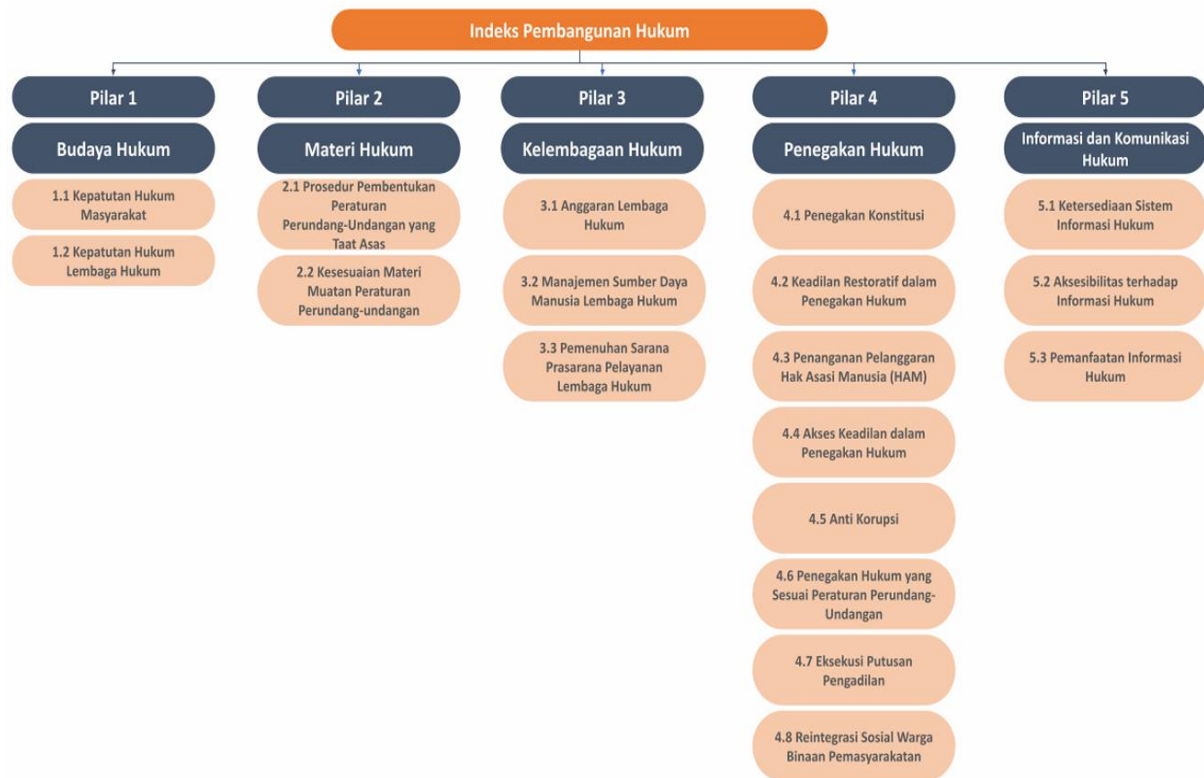 Indeks Pembangunan Hukum
Pilar 1
Budaya Hukum
1.1 Kepatutan Hukum
Masyarakat
1.2 Kepatutan Hukum
Lembaga Hukum
Pilar 2
Materi Hukum
2.1 Prosedur Pembentukan
Peraturan
Perundang-Undangan yang
Taat Asas
2.2 Kesesuaian Materi
Muatan Peraturan
Perundang-undangan
Pilar 3
Kelembagaan Hukum
3.1 Anggaran Lembaga
Hukum
3.2 Manajemen Sumber Daya
Manusia Lembaga Hukum
3.3 Pemenuhan Sarana
Prasarana Pelayanan
Lembaga Hukum
Pilar 4
Penegakan Hukum
4.1 Penegakan Konstitusi
4.2 Keadilan Restoratif dalam
Penegakan Hukum
4.3 Penanganan Pelanggaran
Hak Asasi Manusia (HAM)
4.4 Akses Keadilan dalam
Penegakan Hukum
4.5 Anti Korupsi
4.6 Penegakan Hukum yang
Sesuai Peraturan Perundang-
Undangan
4.7 Eksekusi Putusan
Pengadilan
4.8 Reintegrasi Sosial Warga
Binaan Pemasyarakatan
Pilar 5
Informasi dan Komunikasi
Hukum
5.1 Ketersediaan Sistem
Informasi Hukum
5.2 Aksesibilitas terhadap
Informasi Hukum
5.3 Pemanfaatan Informasi
Hukum